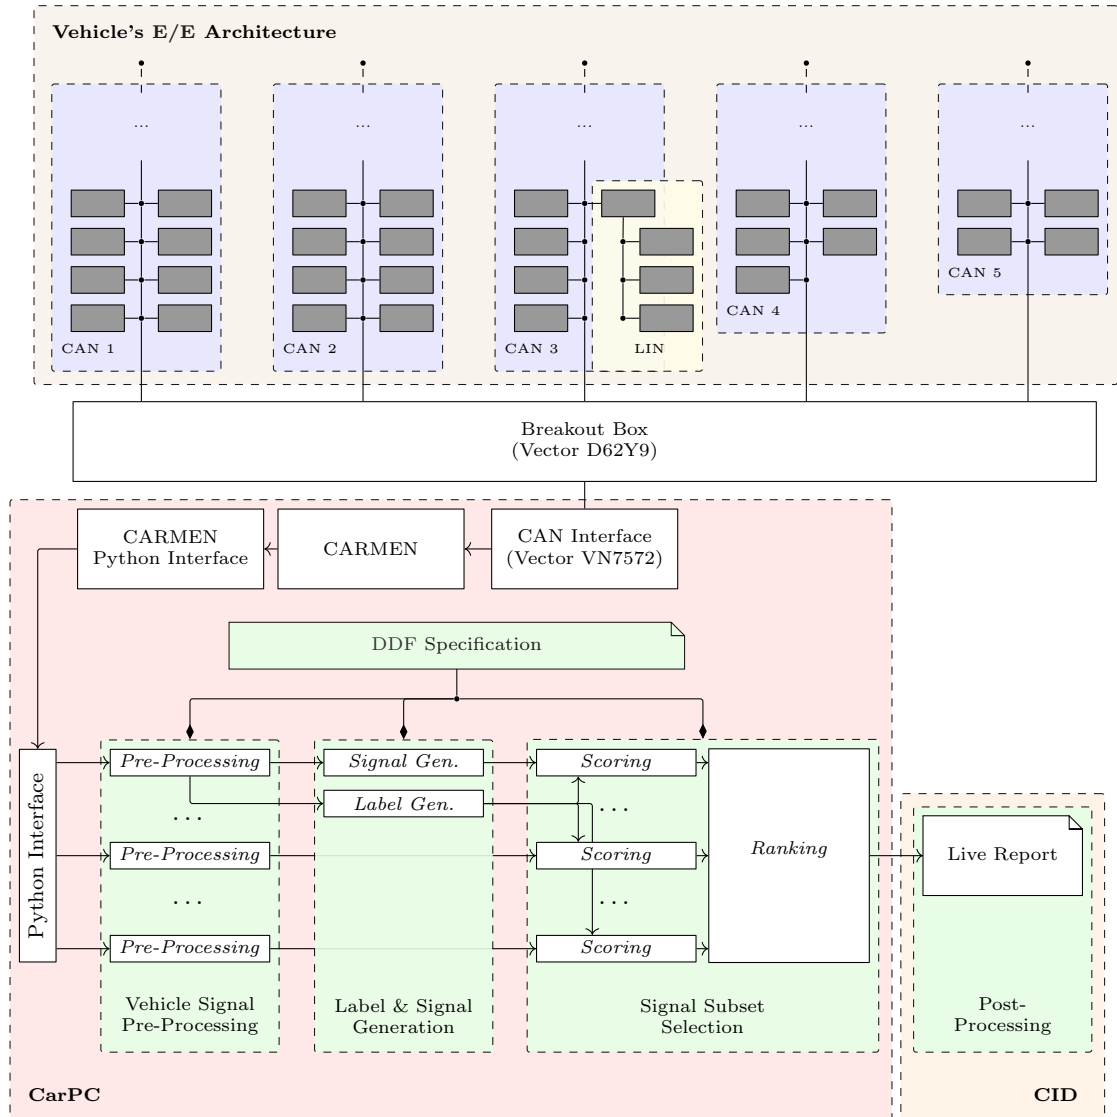 Vehicle's E/E Architecture
...
...
...
...
...
CAN 1
CAN 2
CAN 3
LIN
CAN 4
CAN 5
Breakout Box
(Vector D62Y9)
CARMEN
Python Interface
CARMEN
CAN Interface
(Vector VN7572)
DDF Specification
Python Interface
Pre-Processing
Signal Gen.
Scoring
Label Gen.
...
...
Pre-Processing
Scoring
Ranking
Live Report
...
...
Pre-Processing
Scoring
Vehicle Signal
Pre-Processing
Label & Signal
Generation
Signal Subset
Selection
Post-
Processing
CarPC
CID